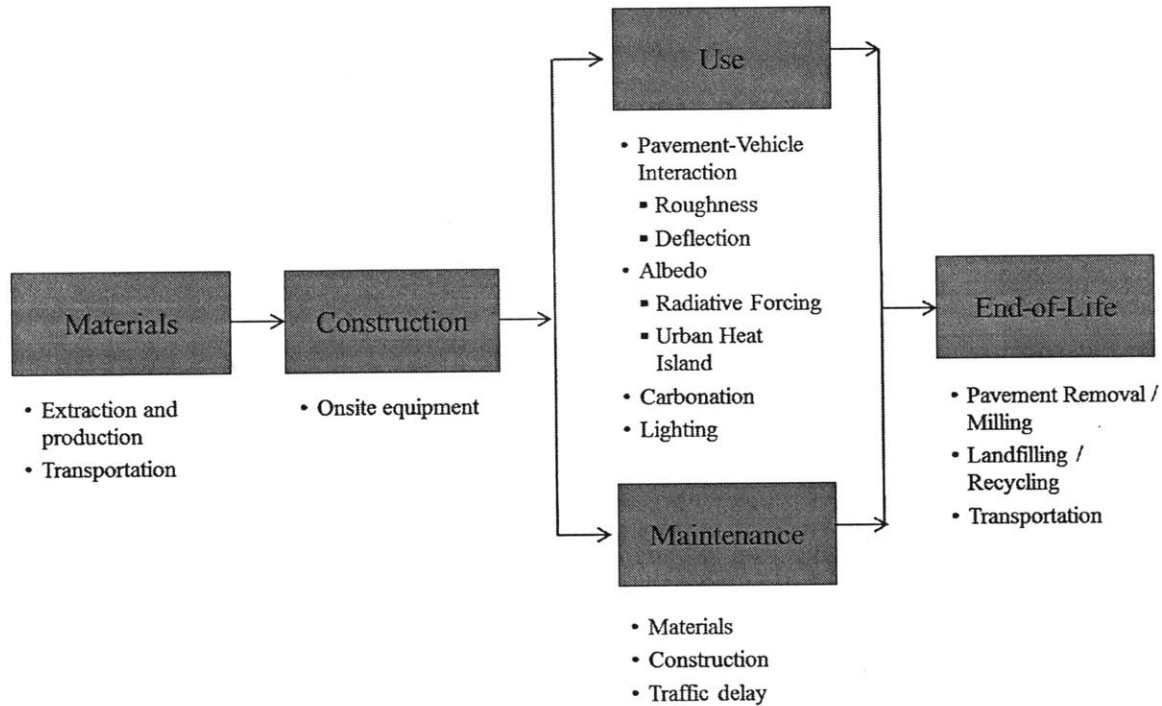 Materials
• Extraction and
production
• Transportation
Construction
• Onsite equipment
Use
• Pavement-Vehicle
Interaction
▪ Roughness
▪ Deflection
• Albedo
▪ Radiative Forcing
▪ Urban Heat
Island
• Carbonation
• Lighting
Maintenance
• Materials
• Construction
• Traffic delay
End-of-Life
• Pavement Removal /
Milling
• Landfilling /
Recycling
• Transportation